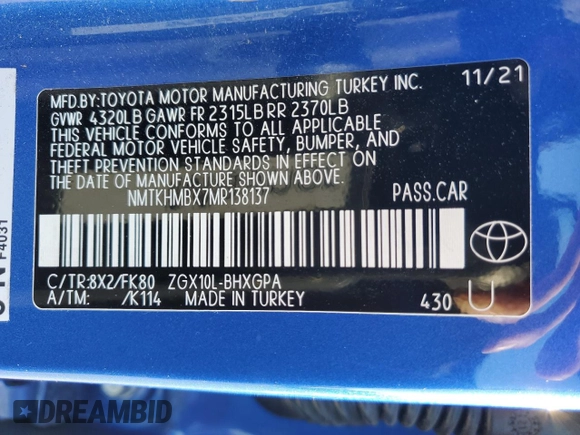 MFD.BY:TOYOTA MOTOR MANUFACTURING TURKEY INC. 11/21
GVWR 4320LB GAWR FR 2315LB RR 2370LB
THIS VEHICLE CONFORMS TO ALL APPLICABLE
FEDERAL MOTOR VEHICLE SAFETY, BUMPER, AND
THEFT PREVENTION STANDARDS IN EFFECT ON
THE DATE OF MANUFACTURE SHOWN ABOVE.
NMTKHMBX7MR138137 PASS.CAR
C/TR:8X2/FK80 ZGX10L-BHXGPA
A/TM: /K114 MADE IN TURKEY 430 U
F4031
DREAMBID